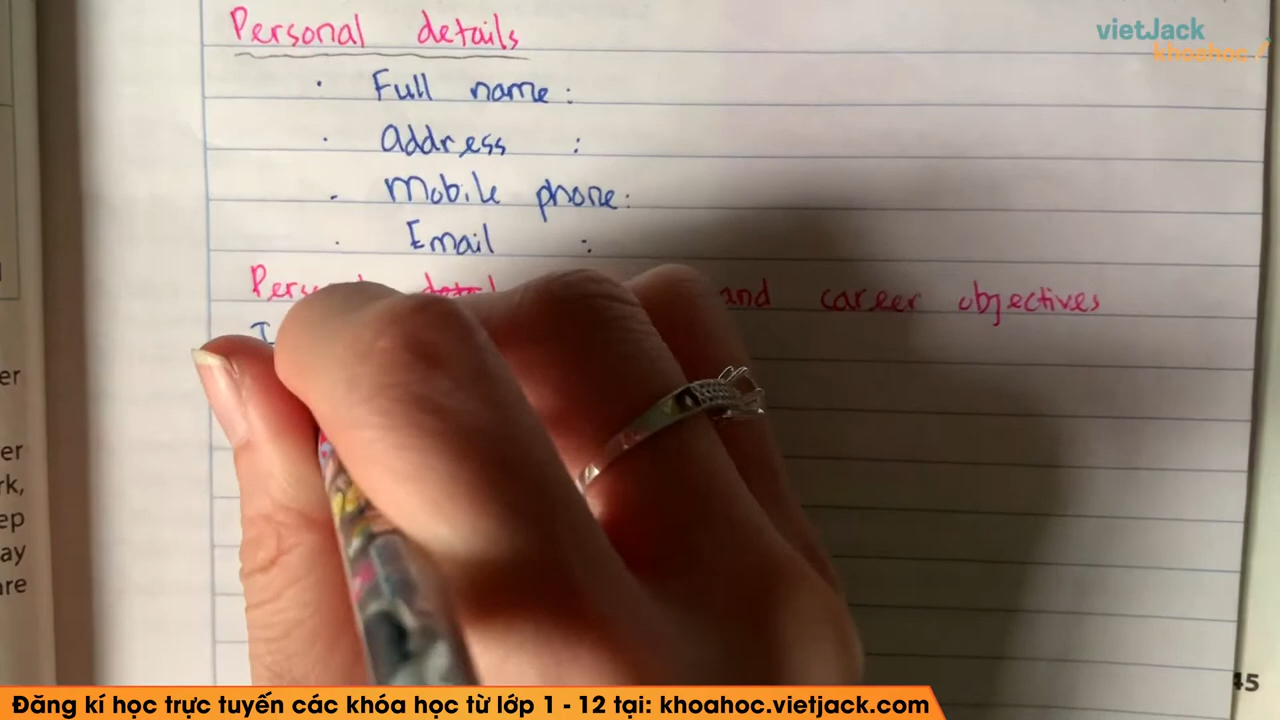 vietJack
khoahoc !
Personal details
· Full name :
· address :
· Mobile phone :
· Email :
and career objectives
I
er
er
rk,
ep
ay
are
45
Đăng kí học trực tuyến các khóa học từ lớp 1 - 12 tại: khoahoc.vietjack.com